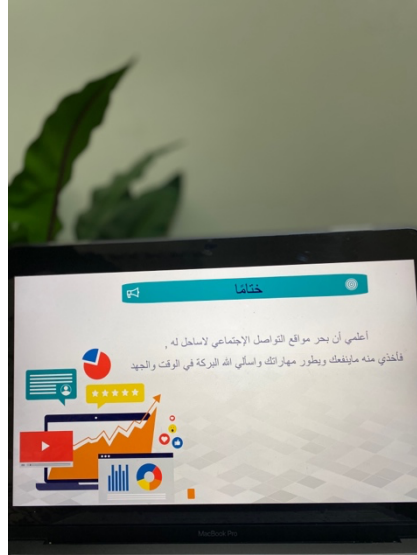 ختامًا
أعلمي أن بحر مواقع التواصل الإجتماعي لاساحل له ,
فأخذي منه ماينفعك ويطور مهاراتك واسألي الله البركة في الوقت والجهد
MacBook Pro